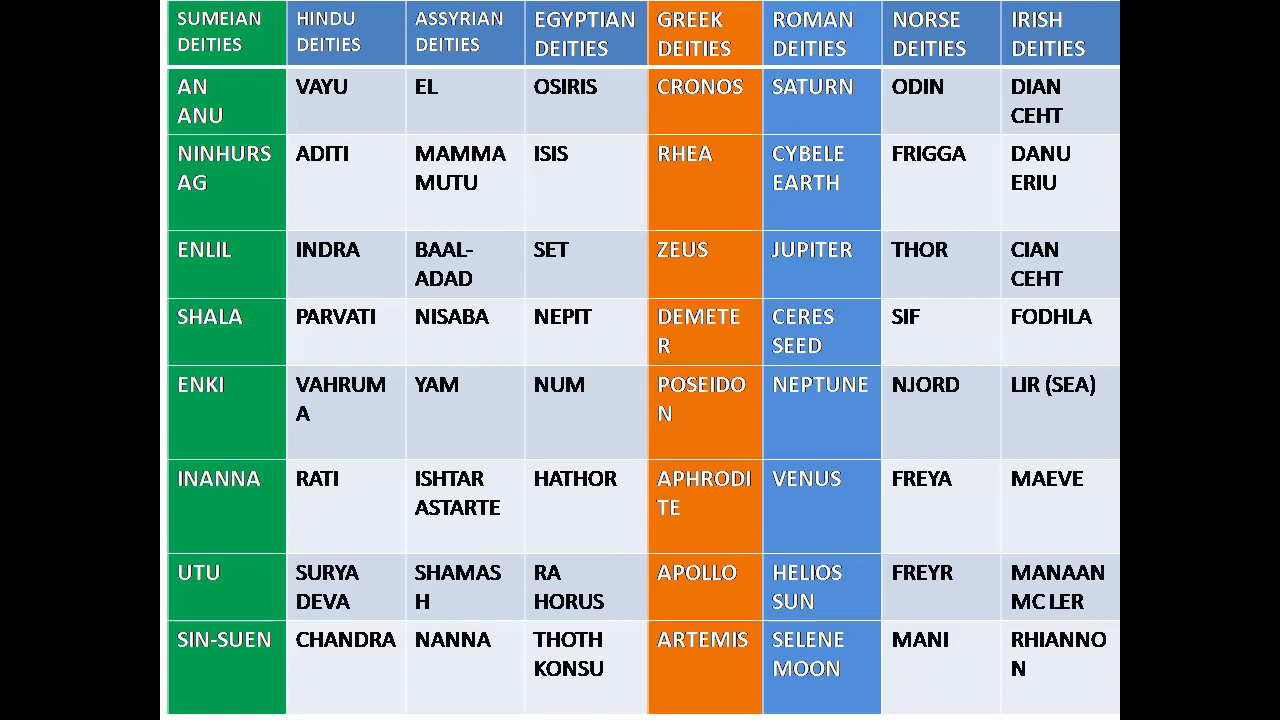 SUMEIAN
DEITIES
HINDU
DEITIES
ASSYRIAN
DEITIES
EGYPTIAN
DEITIES
GREEK
DEITIES
ROMAN
DEITIES
NORSE
DEITIES
IRISH
DEITIES
AN
ANU
VAYU
EL
OSIRIS
CRONOS
SATURN
ODIN
DIAN
CEHT
NINHURS
AG
ADITI
MAMMA
MUTU
ISIS
RHEA
CYBELE
EARTH
FRIGGA
DANU
ERIU
ENLIL
INDRA
BAAL-
ADAD
SET
ZEUS
JUPITER
THOR
CIAN
CEHT
SHALA
PARVATI
NISABA
NEPIT
DEMETE
R
CERES
SEED
SIF
FODHLA
ENKI
VAHRUM
A
YAM
NUM
POSEIDO
N
NEPTUNE
NJORD
LIR (SEA)
INANNA
RATI
ISHTAR
ASTARTE
HATHOR
APHRODI
TE
VENUS
FREYA
MAEVE
UTU
SURYA
DEVA
SHAMAS
H
RA
HORUS
APOLLO
HELIOS
SUN
FREYR
MANAAN
MC LER
SIN-SUEN
CHANDRA
NANNA
THOTH
KONSU
ARTEMIS
SELENE
MOON
MANI
RHIANNO
N